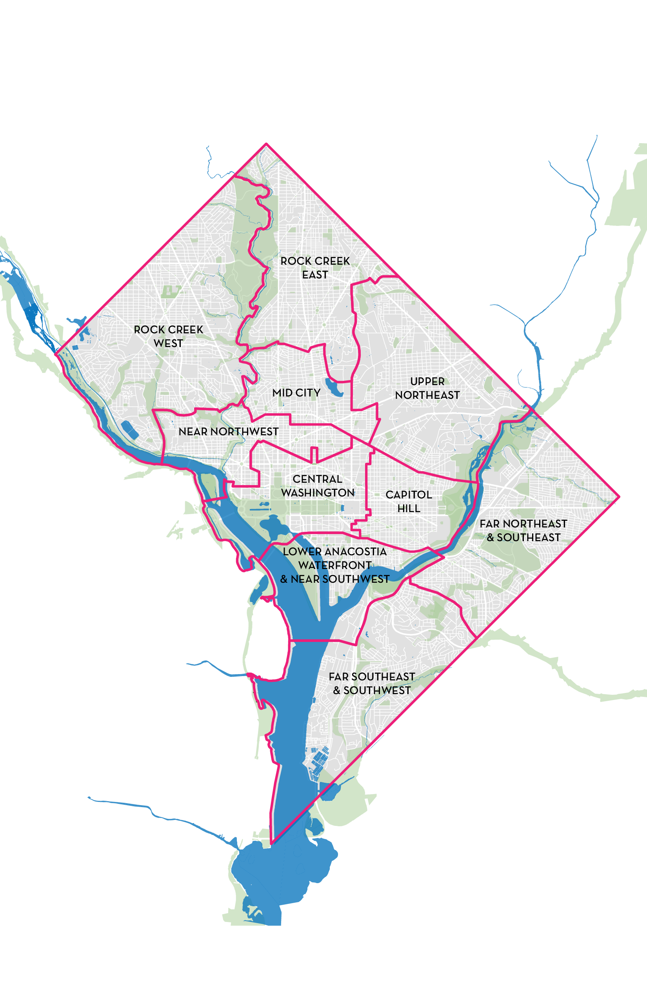 ROCK CREEK
EAST
ROCK CREEK
WEST
UPPER
NORTHEAST
MID CITY
NEAR NORTHWEST
CENTRAL
WASHINGTON
CAPITOL
HILL
FAR NORTHEAST
& SOUTHEAST
LOWER ANACOSTIA
WATERFRONT
& NEAR SOUTHWEST
FAR SOUTHEAST
& SOUTHWEST